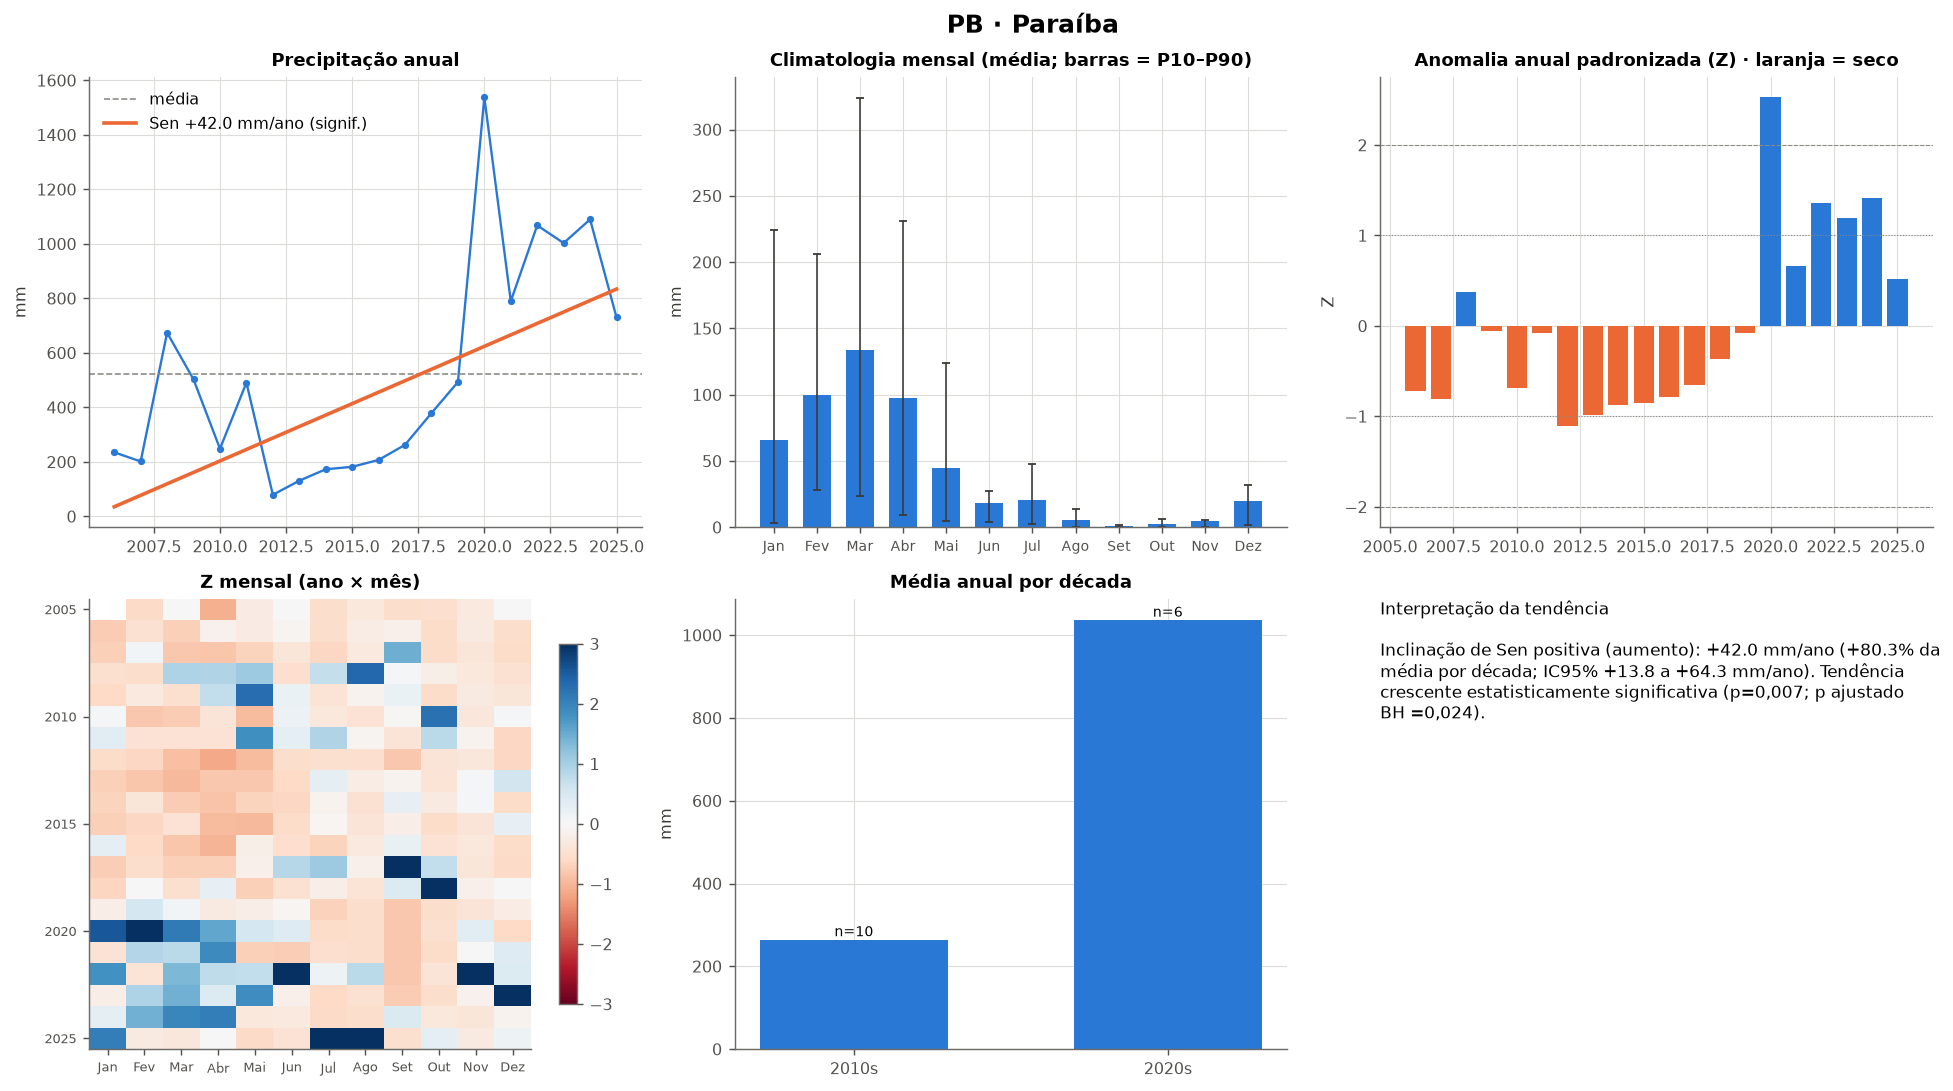 PB · Paraíba
Precipitação anual
1600
1400
1200
1000
800
600
400
200
0
mm
média
Sen +42.0 mm/ano (signif.)
2007.5 2010.0 2012.5 2015.0 2017.5 2020.0 2022.5 2025.0
Climatologia mensal (média; barras = P10–P90)
300
250
200
150
100
50
0
mm
Jan Fev Mar Abr Mai Jun Jul Ago Set Out Nov Dez
Anomalia anual padronizada (Z) · laranja = seco
2
1
0
−1
−2
Z
2005.0 2007.5 2010.0 2012.5 2015.0 2017.5 2020.0 2022.5 2025.0
Z mensal (ano × mês)
2005
2010
2015
2020
2025
Jan Fev Mar Abr Mai Jun Jul Ago Set Out Nov Dez
3
2
1
0
−1
−2
−3
Média anual por década
1000
800
600
400
200
0
mm
n=10
n=6
2010s 2020s
Interpretação da tendência
Inclinação de Sen positiva (aumento): +42.0 mm/ano (+80.3% da
média por década; IC95% +13.8 a +64.3 mm/ano). Tendência
crescente estatisticamente significativa (p=0,007; p ajustado
BH =0,024).